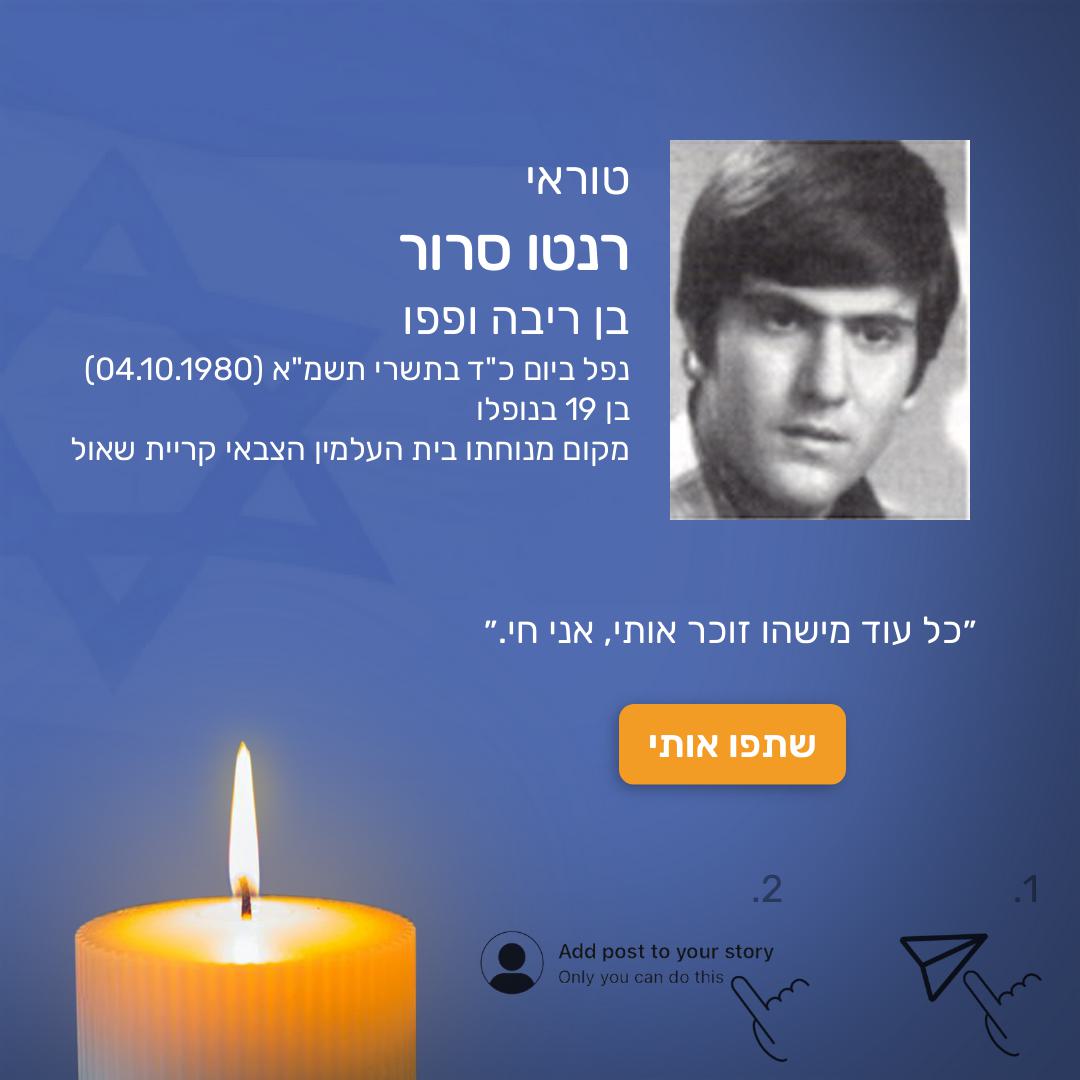 טוראי
רנטו סרור
בן ריבה ופפו
נפל ביום כ"ד בתשרי תשמ"א (04.10.1980)
בן 19 בנופלו
מקום מנוחתו בית העלמין הצבאי קריית שאול
״כל עוד מישהו זוכר אותי, אני חי.״
שתפו אותי
.1
.2
Add post to your story
Only you can do this